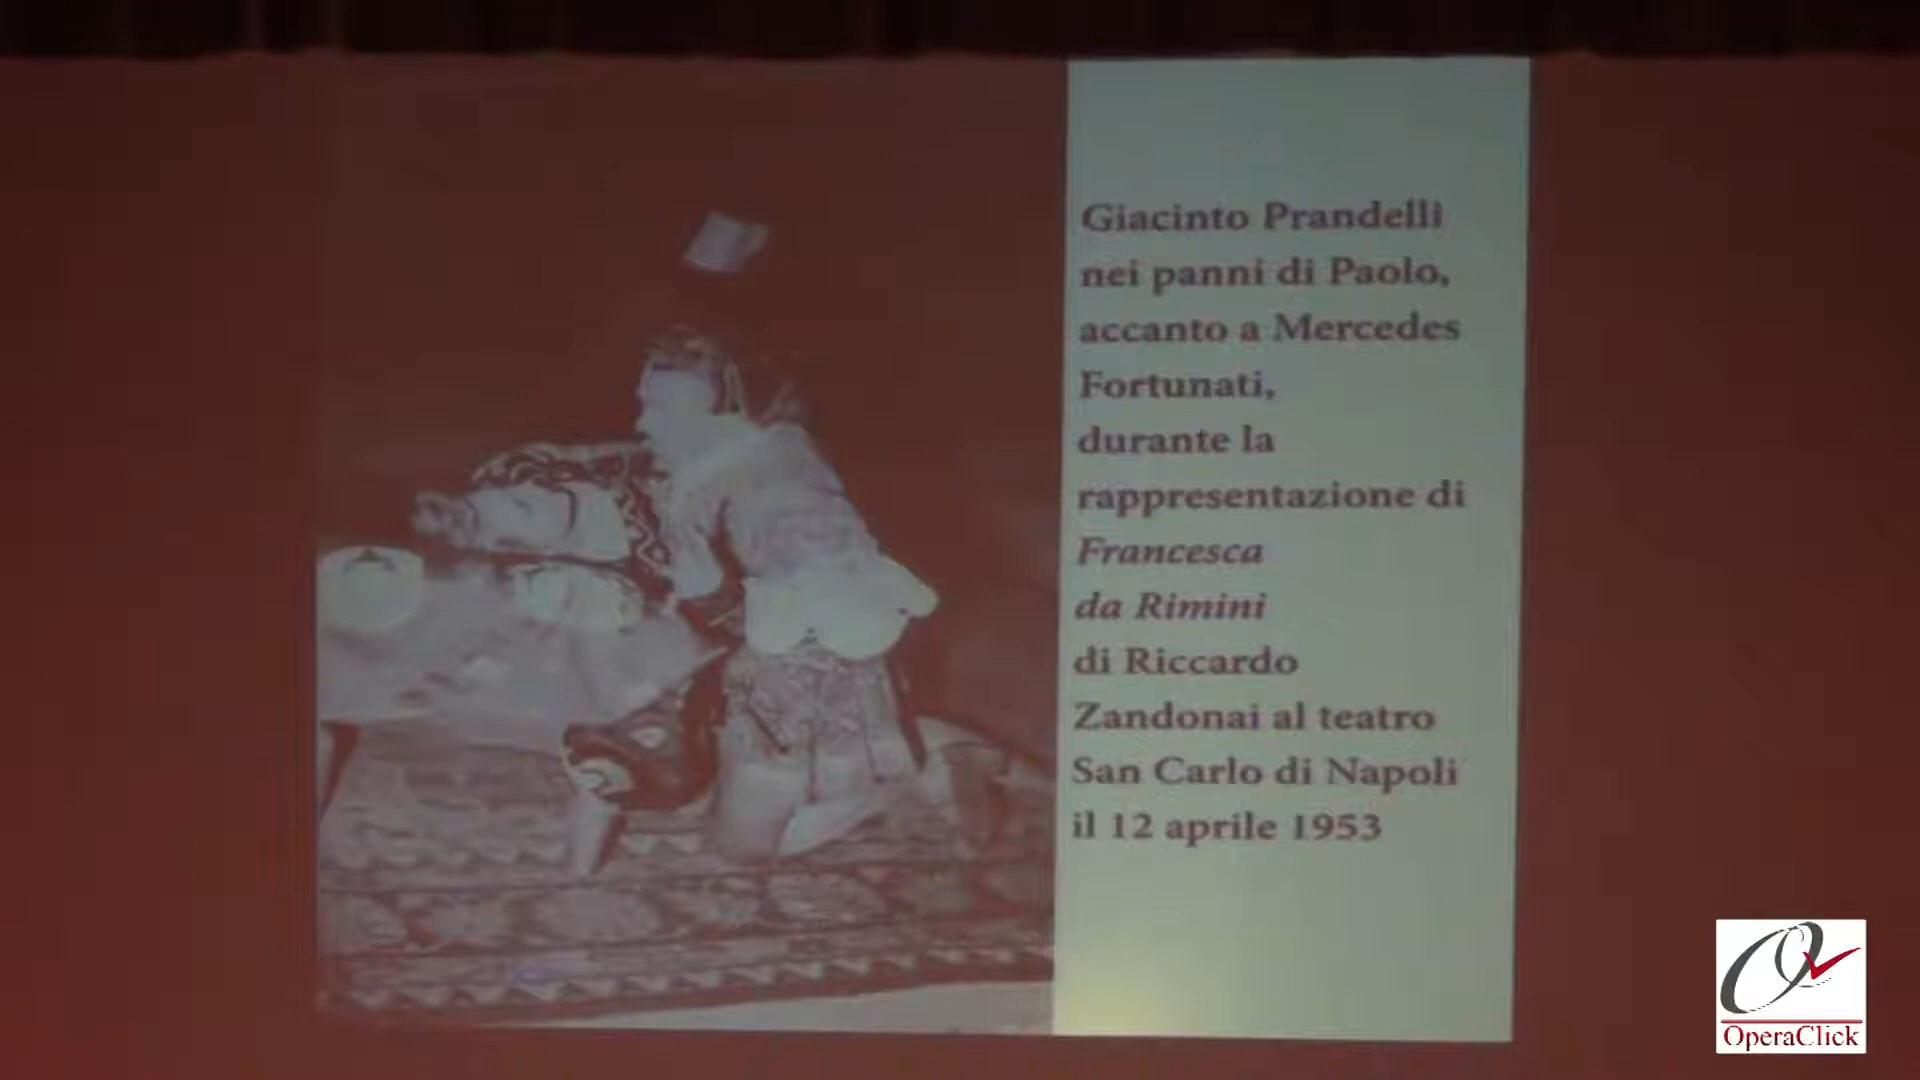 Giacinto Prandelli
nei panni di Paolo,
accanto a Mercedes
Fortunati,
durante la
rappresentazione di
Francesca
da Rimini
di Riccardo
Zandonai al teatro
San Carlo di Napoli
il 12 aprile 1953
OperaClick